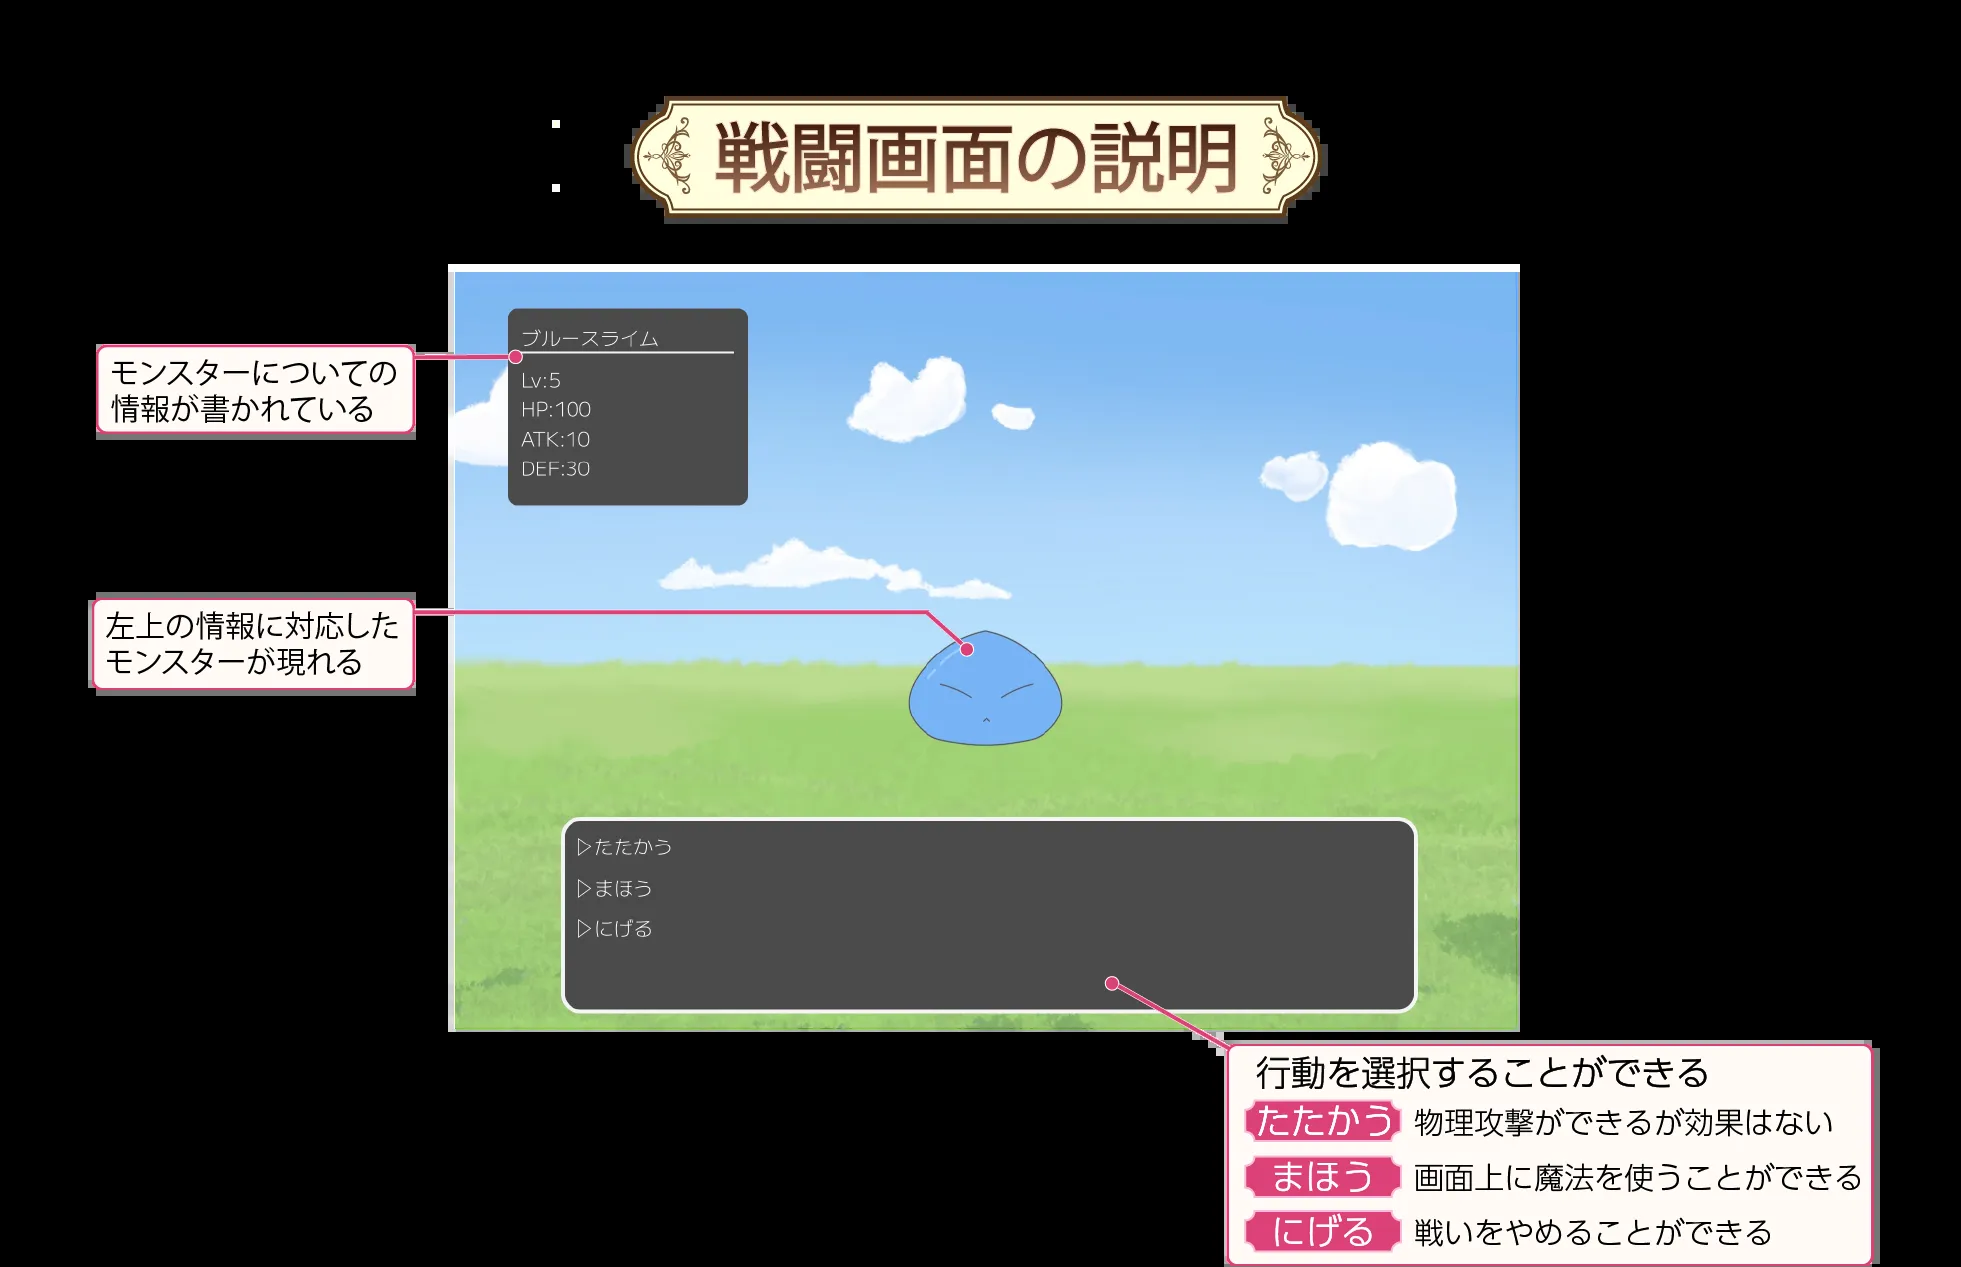 戦闘画面の説明
ブルースライム
Lv:5
HP:100
ATK:10
DEF:30
モンスターについての
情報が書かれている
左上の情報に対応した
モンスターが現れる
▷たたかう
▷まほう
▷にげる
行動を選択することができる
たたかう 物理攻撃ができるが効果はない
まほう 画面上に魔法を使うことができる
にげる 戦いをやめることができる